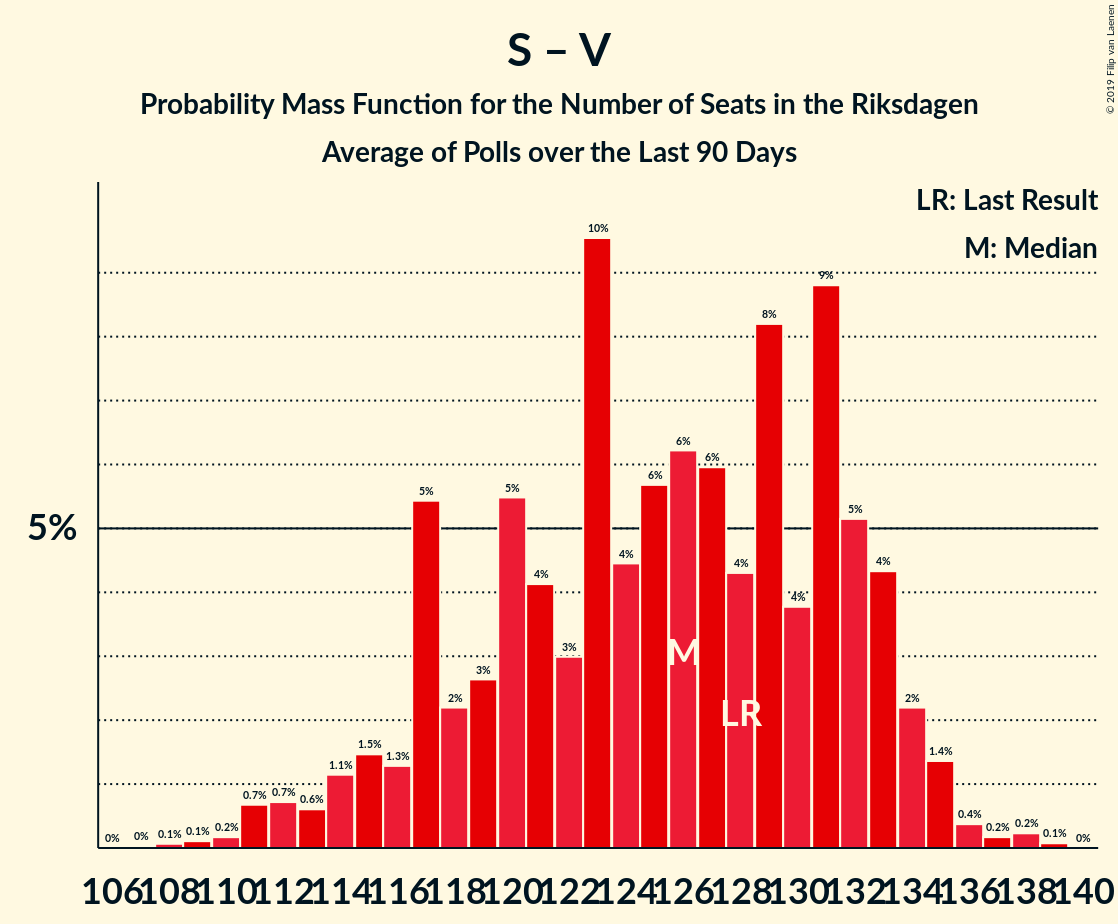 S – V
Probability Mass Function for the Number of Seats in the Riksdagen
Average of Polls over the Last 90 Days
© 2019 Filip van Laenen
LR: Last Result
M: Median
5%
0% 0% 0.1% 0.1% 0.2% 0.7% 0.7% 0.6% 1.1% 1.5% 1.3% 5% 2% 3% 5% 4% 3% 10% 4% 6% 6% 6% 4% 8% 4% 9% 5% 4% 2% 1.4% 0.4% 0.2% 0.2% 0.1% 0%
M
LR
106 108 110 112 114 116 118 120 122 124 126 128 130 132 134 136 138 140